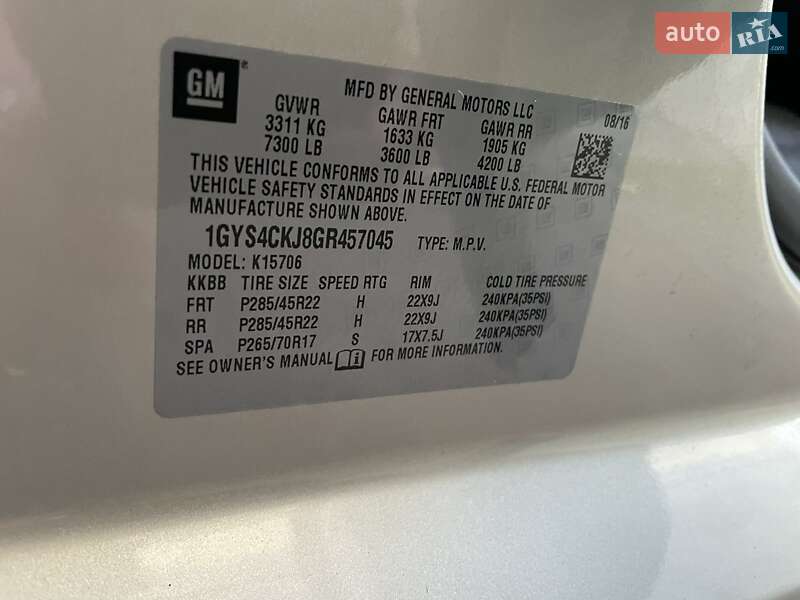 auto RIA.com
GM
MFD BY GENERAL MOTORS LLC
GVWR GAWR FRT GAWR RR 08/16
3311 KG 1633 KG 1905 KG
7300 LB 3600 LB 4200 LB
THIS VEHICLE CONFORMS TO ALL APPLICABLE U.S. FEDERAL MOTOR
VEHICLE SAFETY STANDARDS IN EFFECT ON THE DATE OF
MANUFACTURE SHOWN ABOVE.
1GYS4CKJ8GR457045 TYPE: M.P.V.
MODEL: K15706
KKBB TIRE SIZE SPEED RTG RIM COLD TIRE PRESSURE
FRT P285/45R22 H 22X9J 240KPA(35PSI)
RR P285/45R22 H 22X9J 240KPA(35PSI)
SPA P265/70R17 S 17X7.5J 240KPA(35PSI)
SEE OWNER'S MANUAL FOR MORE INFORMATION.